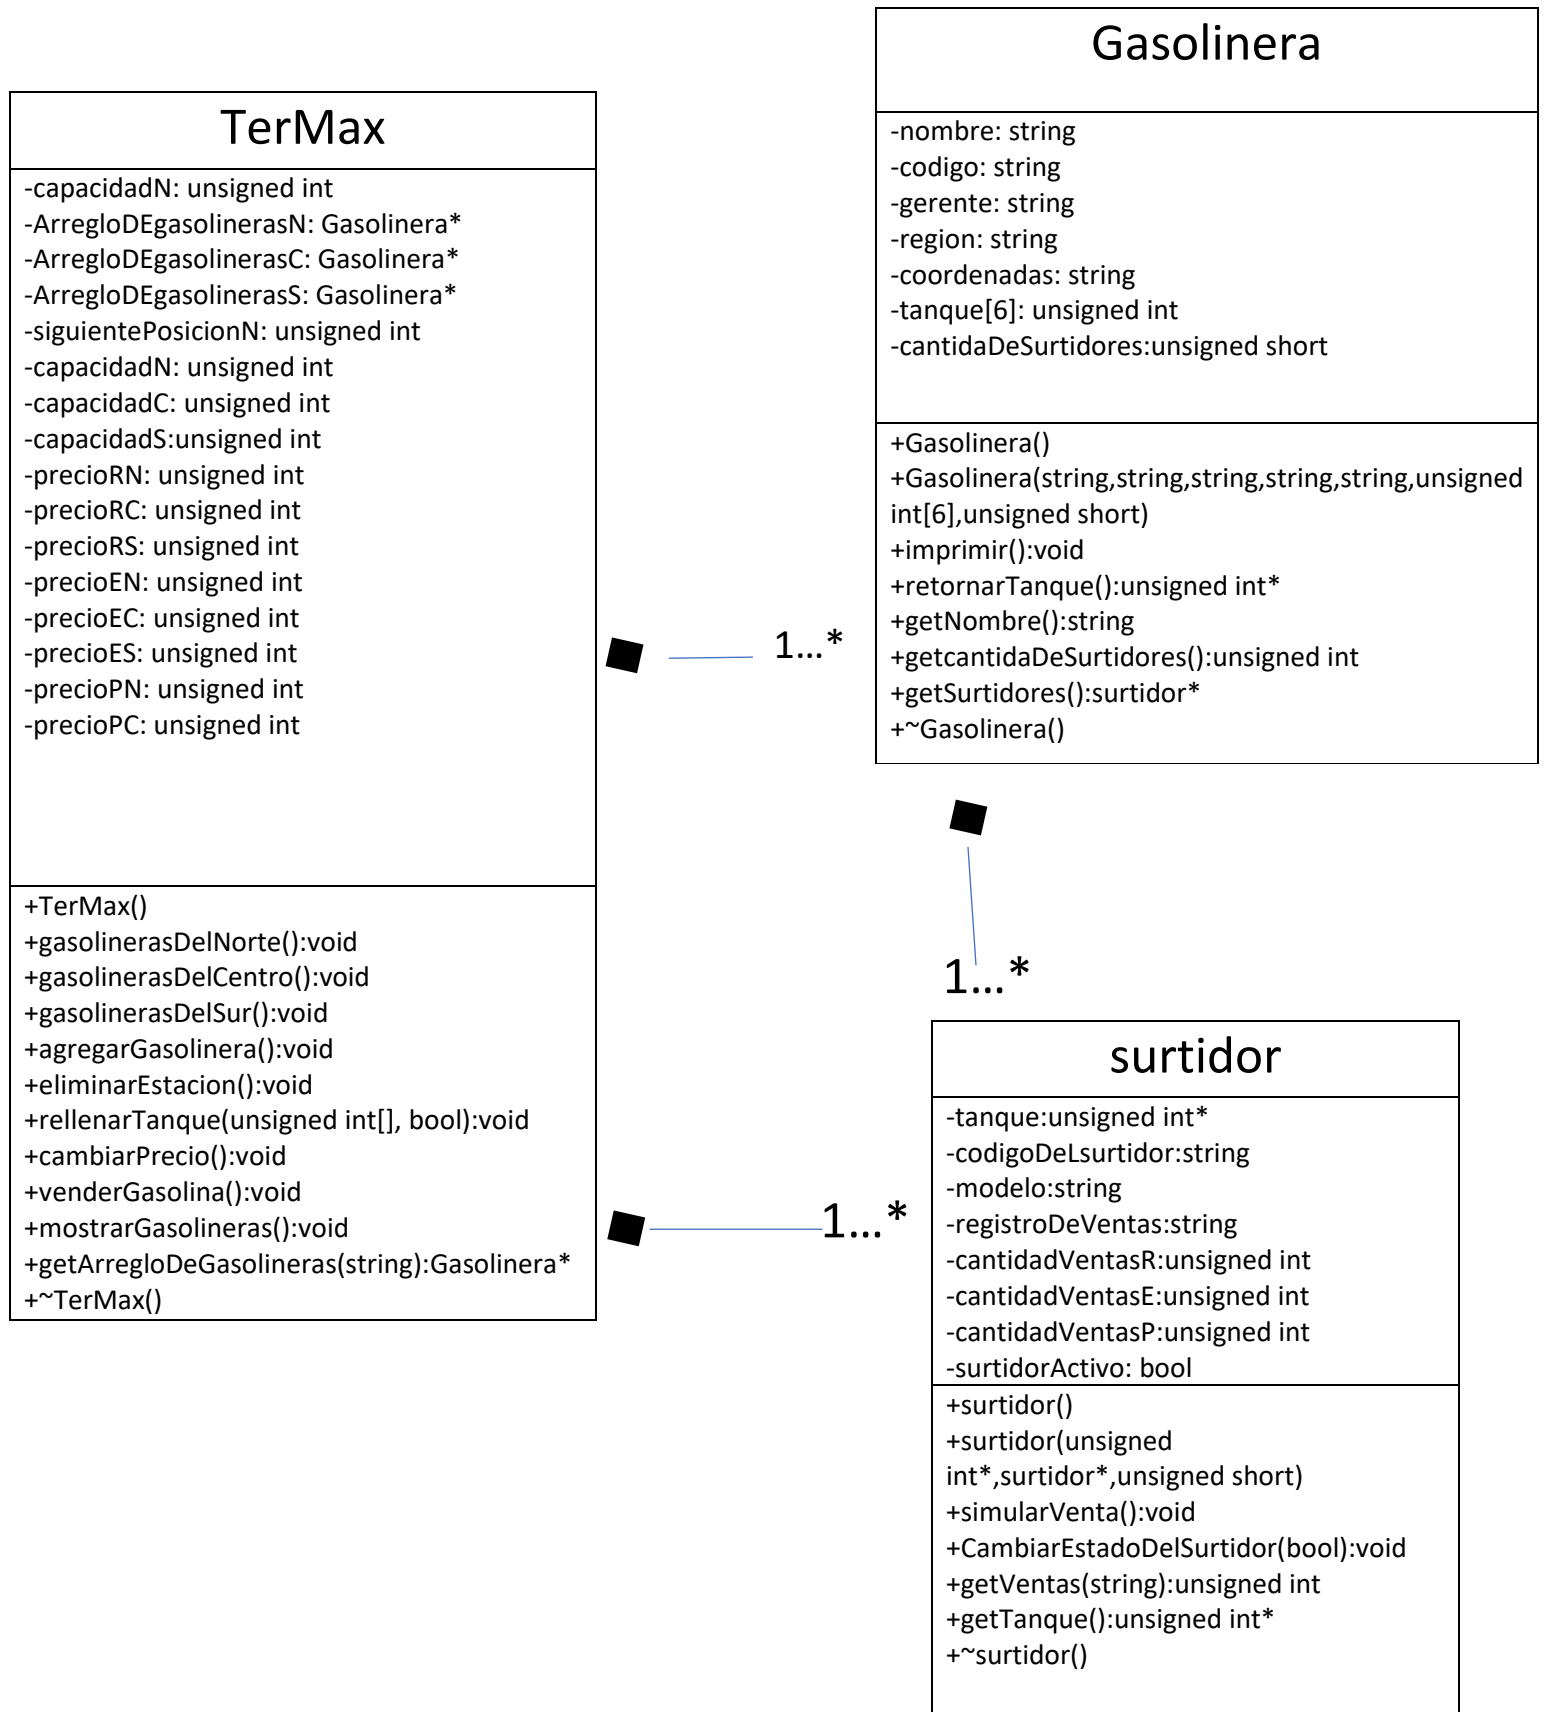 TerMax
-capacidadN: unsigned int
-ArregloDEgasolinerasN: Gasolinera*
-ArregloDEgasolinerasC: Gasolinera*
-ArregloDEgasolinerasS: Gasolinera*
-siguientePosicionN: unsigned int
-capacidadN: unsigned int
-capacidadC: unsigned int
-capacidadS:unsigned int
-precioRN: unsigned int
-precioRC: unsigned int
-precioRS: unsigned int
-precioEN: unsigned int
-precioEC: unsigned int
-precioES: unsigned int
-precioPN: unsigned int
-precioPC: unsigned int
+TerMax()
+gasolinerasDelNorte():void
+gasolinerasDelCentro():void
+gasolinerasDelSur():void
+agregarGasolinera():void
+eliminarEstacion():void
+rellenarTanque(unsigned int[], bool):void
+cambiarPrecio():void
+venderGasolina():void
+mostrarGasolineras():void
+getArregloDeGasolineras(string):Gasolinera*
+~TerMax()
1...*
1...*
Gasolinera
-nombre: string
-codigo: string
-gerente: string
-region: string
-coordenadas: string
-tanque[6]: unsigned int
-cantidaDeSurtidores:unsigned short
+Gasolinera()
+Gasolinera(string,string,string,string,string,unsigned
int[6],unsigned short)
+imprimir():void
+retornarTanque():unsigned int*
+getNombre():string
+getcantidaDeSurtidores():unsigned int
+getSurtidores():surtidor*
+~Gasolinera()
1...*
surtidor
-tanque:unsigned int*
-codigoDeLsurtidor:string
-modelo:string
-registroDeVentas:string
-cantidadVentasR:unsigned int
-cantidadVentasE:unsigned int
-cantidadVentasP:unsigned int
-surtidorActivo: bool
+surtidor()
+surtidor(unsigned
int*,surtidor*,unsigned short)
+simularVenta():void
+CambiarEstadoDelSurtidor(bool):void
+getVentas(string):unsigned int
+getTanque():unsigned int*
+~surtidor()